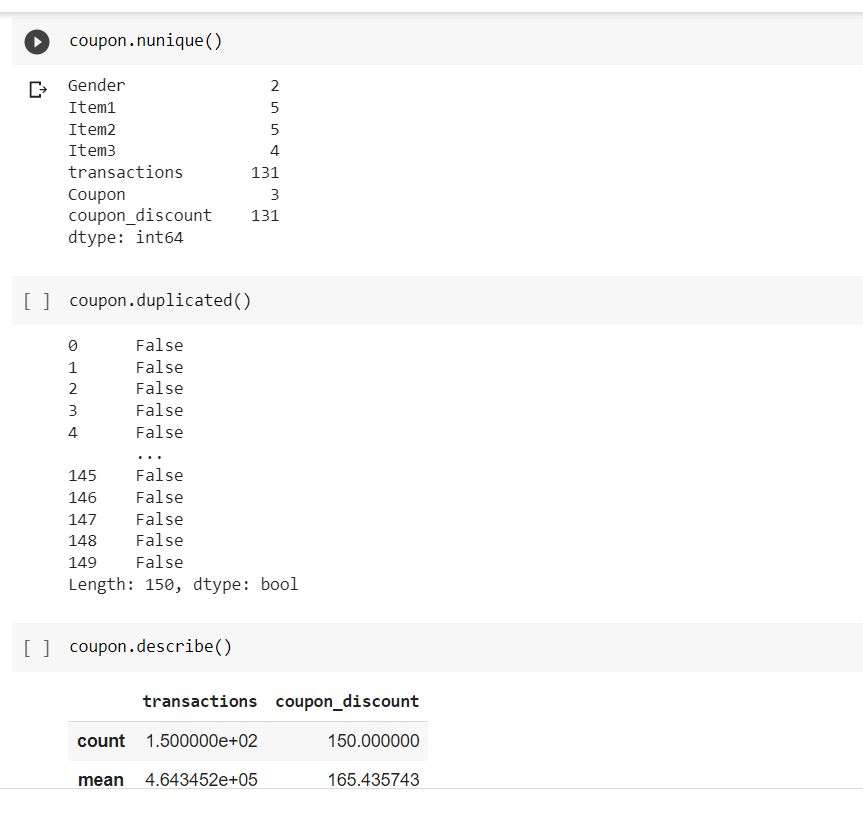 coupon.nunique()
Gender 2
Item1 5
Item2 5
Item3 4
transactions 131
Coupon 3
coupon_discount 131
dtype: int64
[ ] coupon.duplicated()
0 False
1 False
2 False
3 False
4 False
...
145 False
146 False
147 False
148 False
149 False
Length: 150, dtype: bool
[ ] coupon.describe()
transactions coupon_discount
count 1.500000e+02 150.000000
mean 4.643452e+05 165.435743